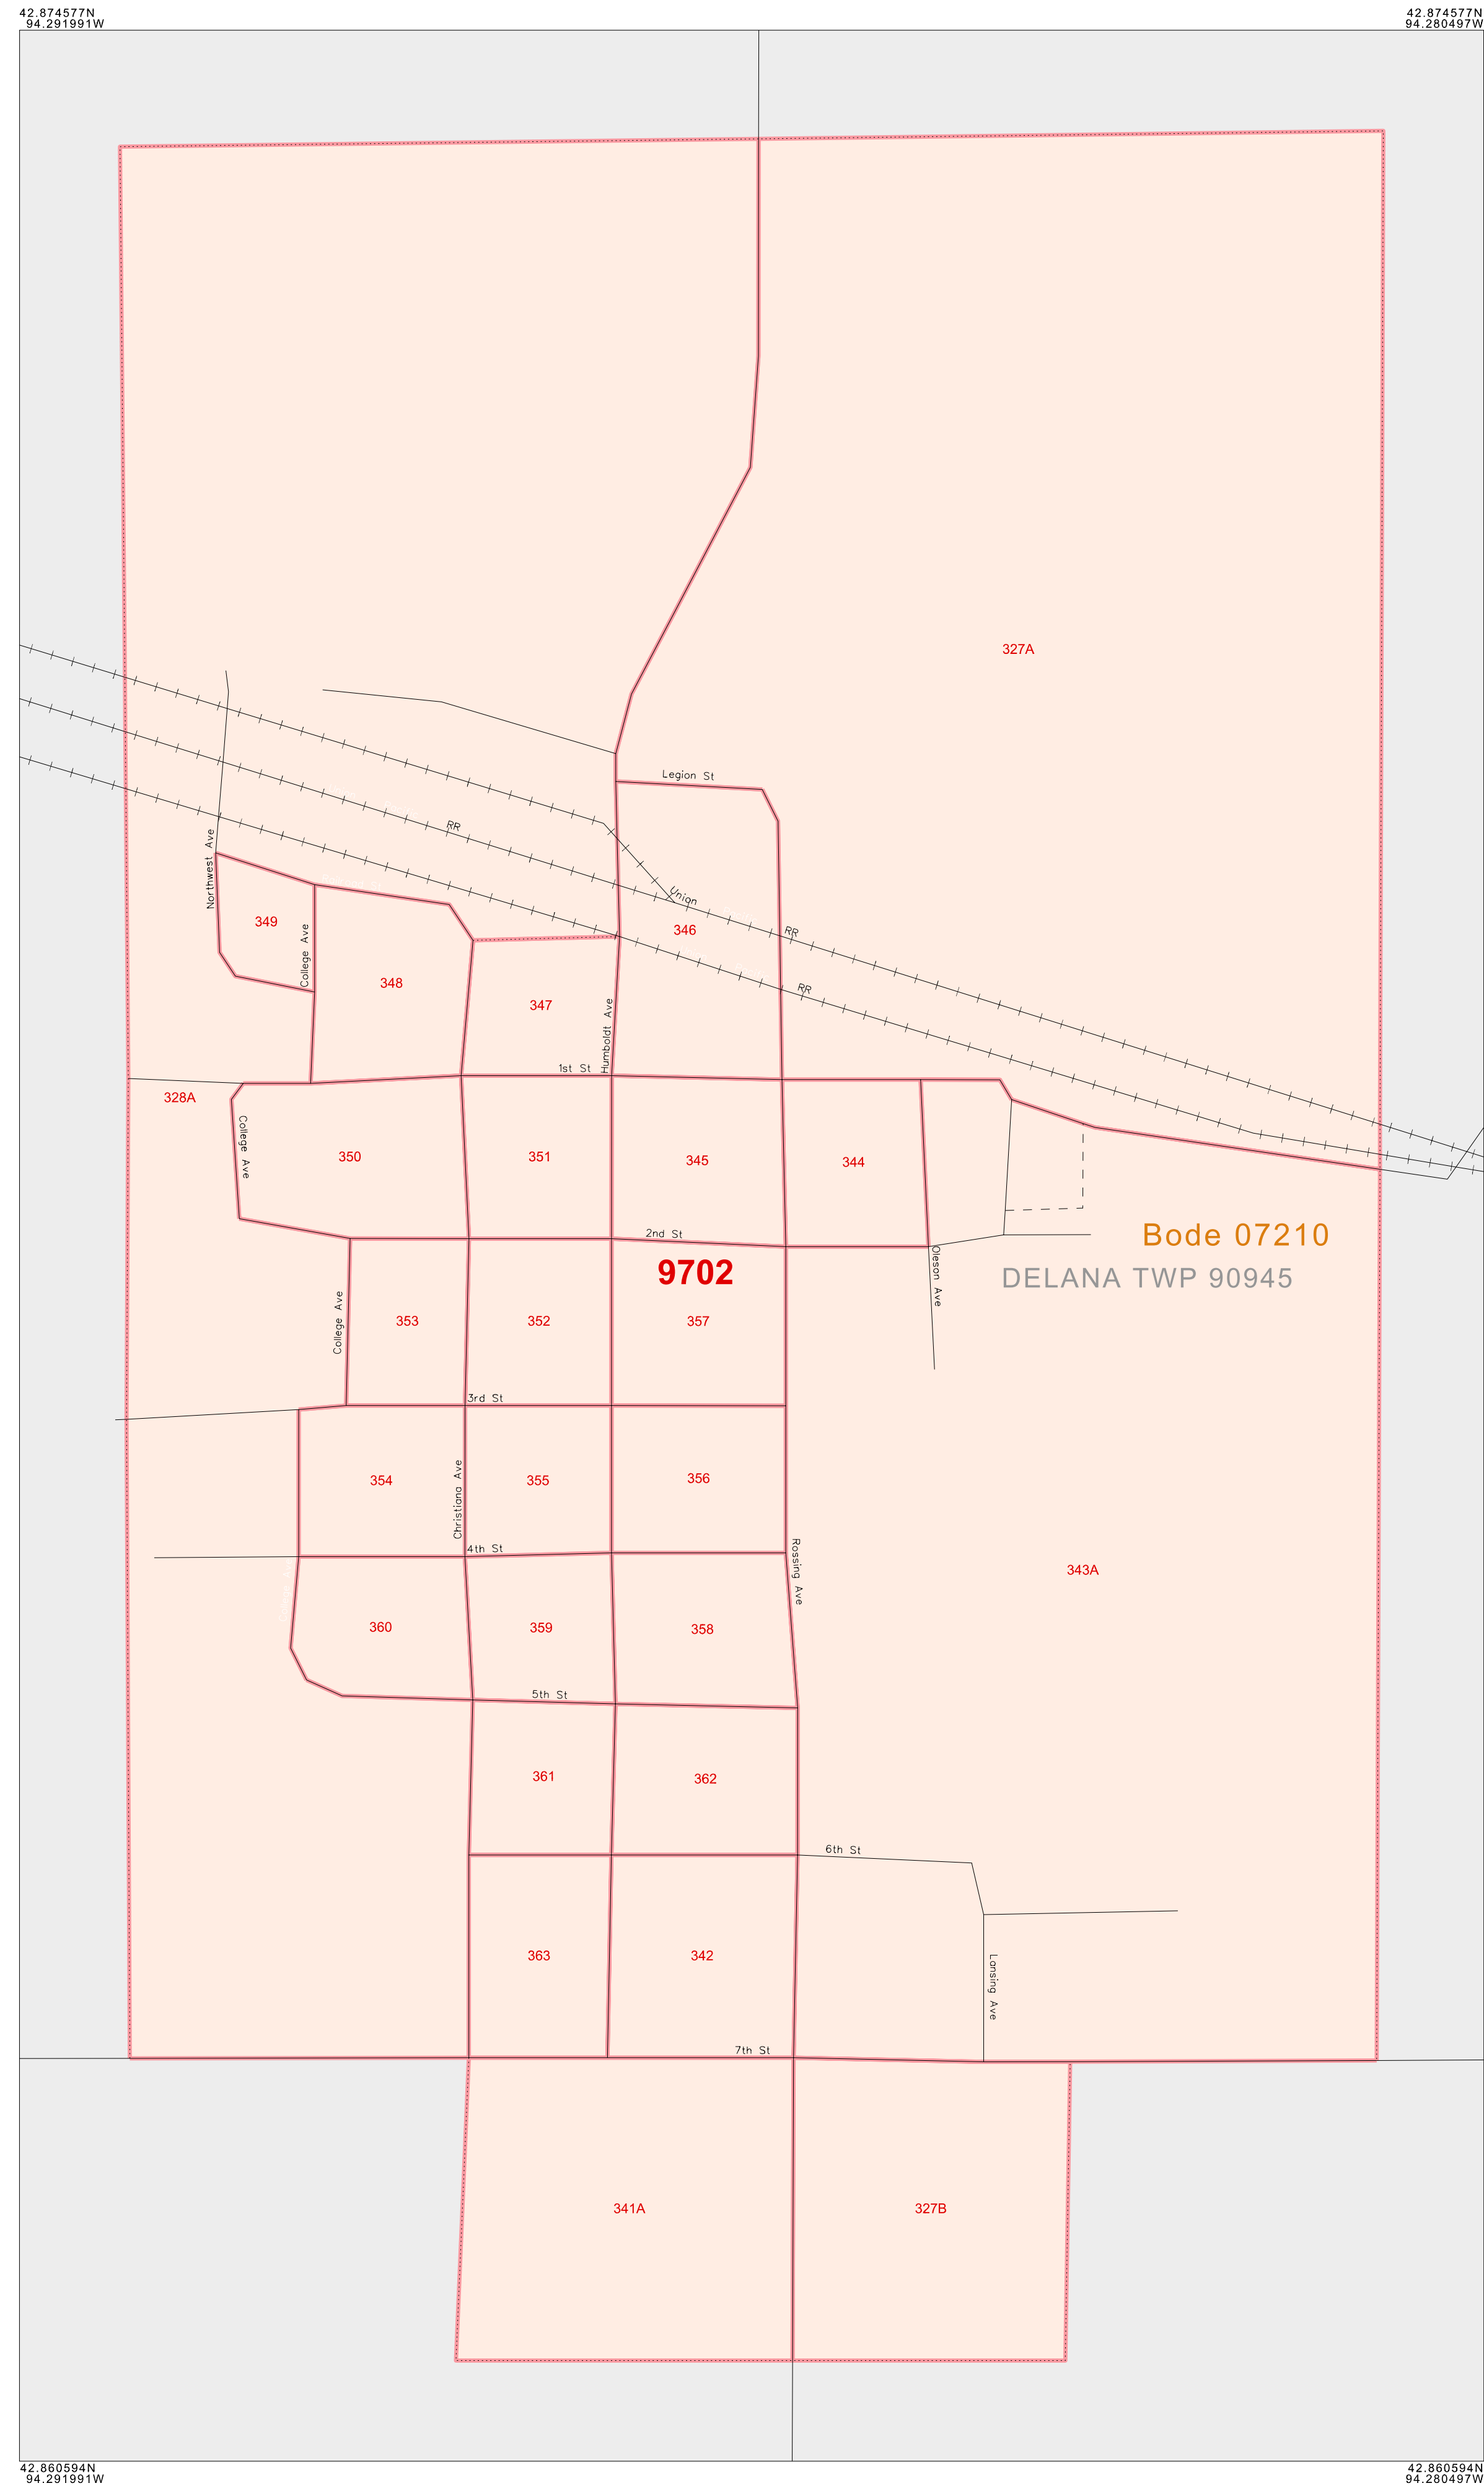 42.874577N
94.291991W
42.874577N
94.280497W
327A
Legion St
RR
Northwest Ave
Union
349
College Ave
346
RR
348
RR
347
Humboldt Ave
1st St
328A
College Ave
350
351
345
344
2nd St
Bode 07210
9702
Oleson Ave
DELANA TWP 90945
College Ave
353
352
357
3rd St
354
355
356
Christiana Ave
4th St
Rossing Ave
343A
360
359
358
5th St
361
362
6th St
363
342
Lansing Ave
7th St
341A
327B
42.860594N
94.291991W
42.860594N
94.280497W